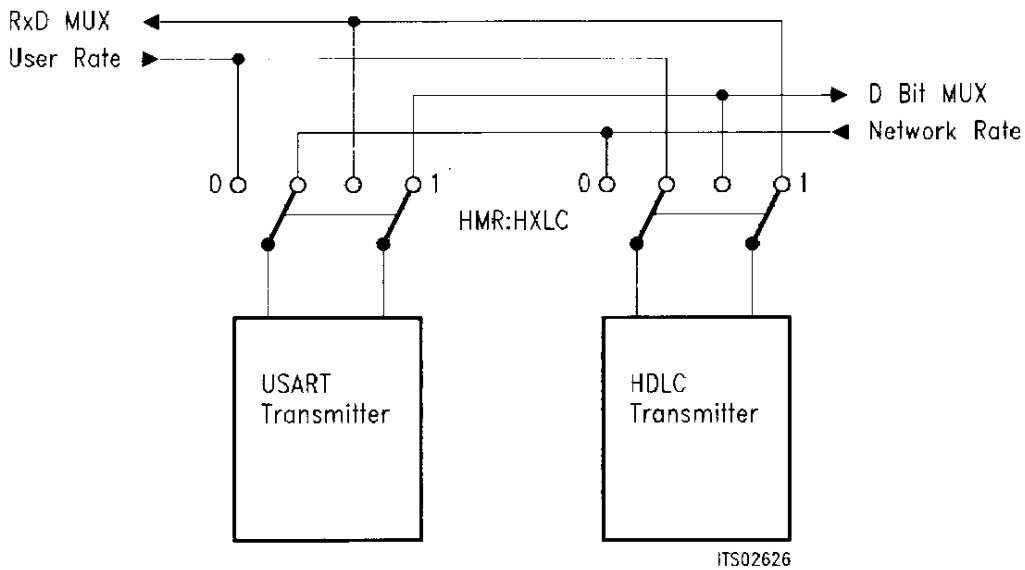 RxD MUX
User Rate
D Bit MUX
Network Rate
0
1
0
1
HMR:HXLC
USART
Transmitter
HDLC
Transmitter
ITS02626